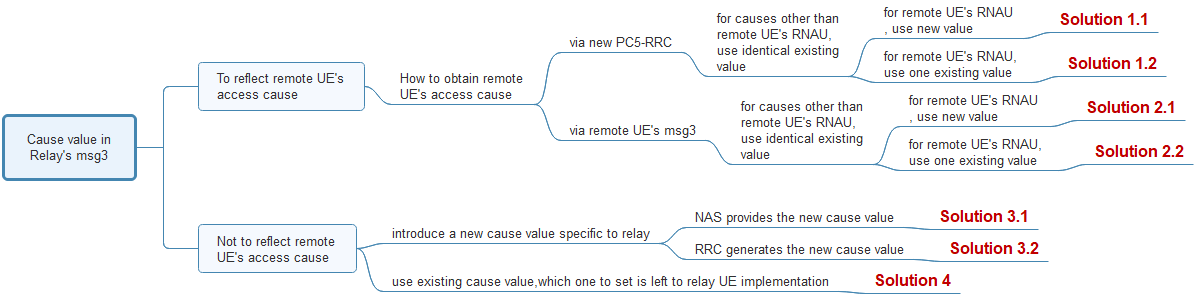 Cause value in
Relay's msg3
To reflect remote UE's
access cause
How to obtain remote
UE's access cause
via new PC5-RRC
for causes other than
remote UE's RNAU,
use identical existing
value
for remote UE's RNAU
, use new value
Solution 1.1
for remote UE's RNAU,
use one existing value
Solution 1.2
via remote UE's msg3
for causes other than
remote UE's RNAU,
use identical existing
value
for remote UE's RNAU
, use new value
Solution 2.1
for remote UE's RNAU,
use one existing value
Solution 2.2
Not to reflect remote
UE's access cause
introduce a new cause value specific to relay
NAS provides the new cause value
Solution 3.1
RRC generates the new cause value
Solution 3.2
use existing cause value,which one to set is left to relay UE implementation
Solution 4